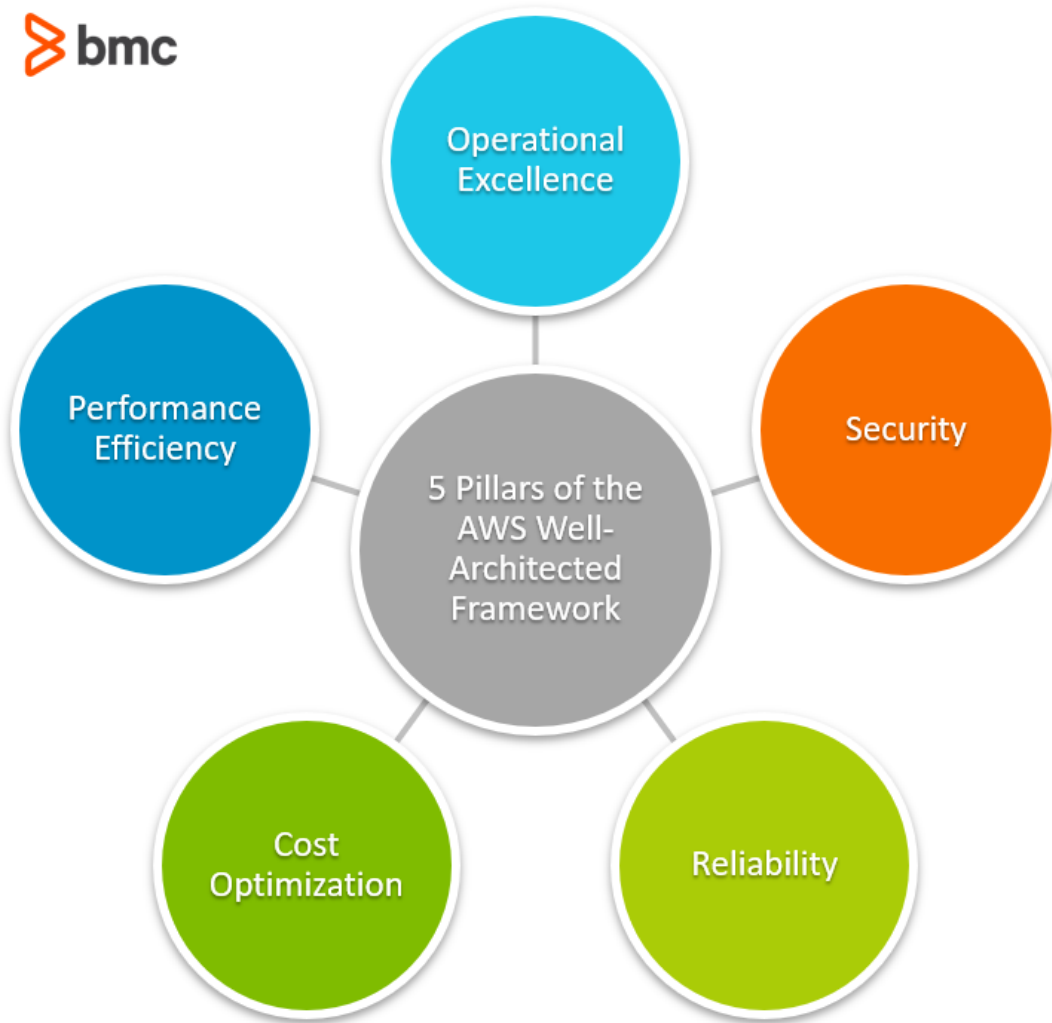 bmc
Operational
Excellence
Security
Reliability
Cost
Optimization
Performance
Efficiency
5 Pillars of the
AWS Well-
Architected
Framework